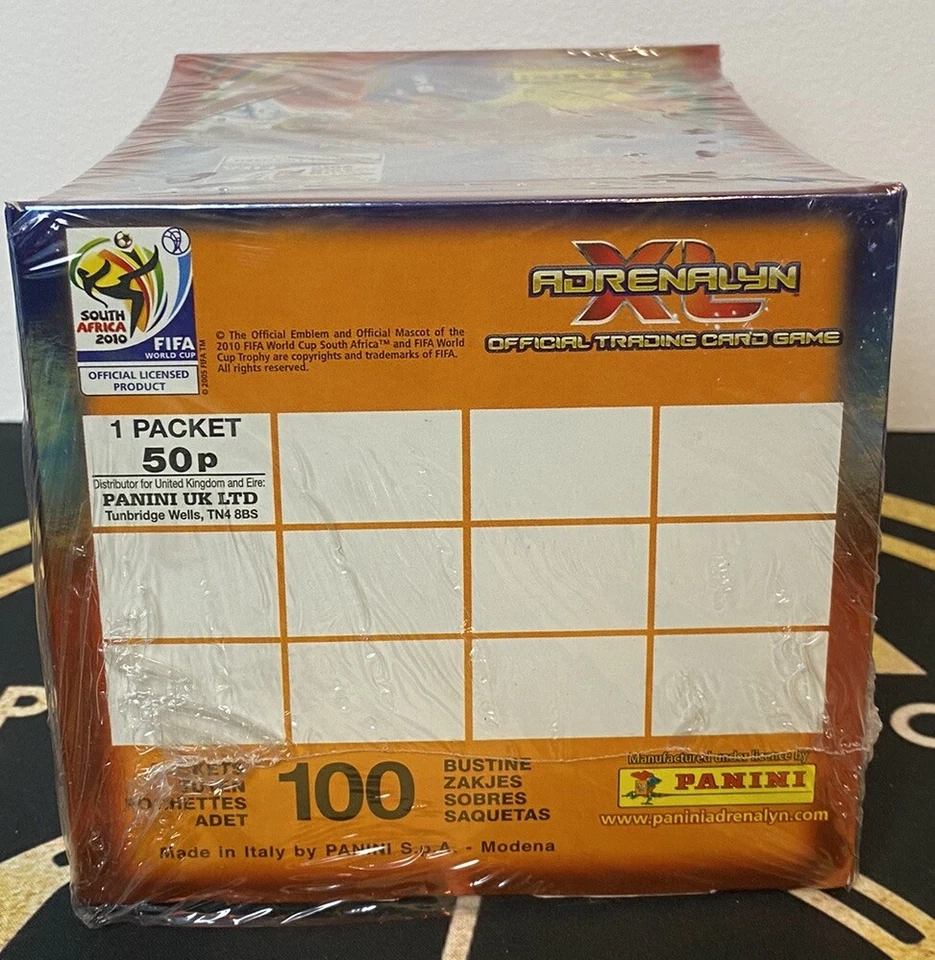 SOUTH
AFRICA
2010
FIFA
WORLD CUP
OFFICIAL LICENSED
PRODUCT
© 2005 FIFA TM
© The Official Emblem and Official Mascot of the
2010 FIFA World Cup South Africa™ and FIFA World
Cup Trophy are copyrights and trademarks of FIFA.
All rights reserved.
ADRENALYN
XL
OFFICIAL TRADING CARD GAME
1 PACKET
50p
Distributor for United Kingdom and Eire:
PANINI UK LTD
Tunbridge Wells, TN4 8BS
ADET
100
BUSTINE
ZAKJES
SOBRES
SAQUETAS
Manufactured under licence by
PANINI
www.paniniadrenalyn.com
Made in Italy by PANINI S.p.A. - Modena